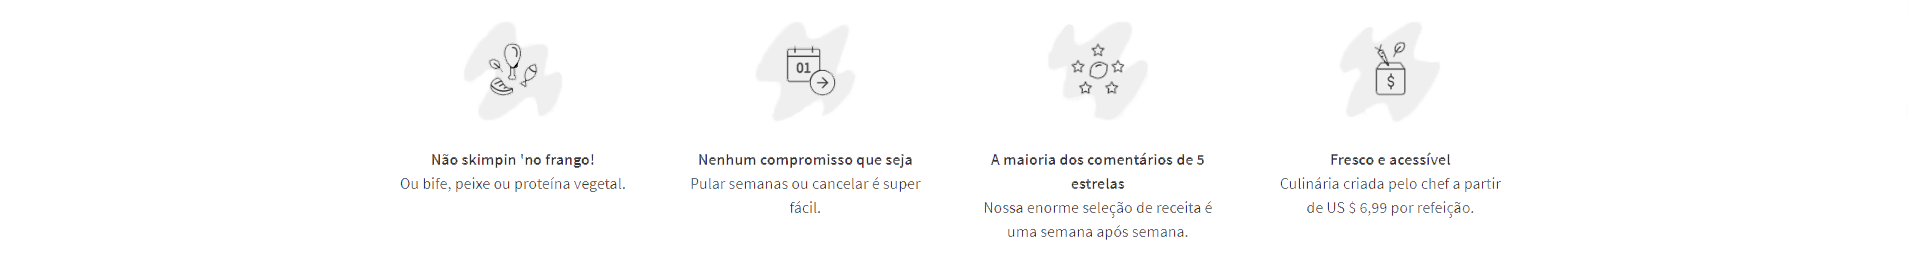 01
$
Não skimpin 'no frango!
Ou bife, peixe ou proteína vegetal.
Nenhum compromisso que seja
Pular semanas ou cancelar é super
fácil.
A maioria dos comentários de 5
estrelas
Nossa enorme seleção de receita é
uma semana após semana.
Fresco e acessível
Culinária criada pelo chef a partir
de US $ 6,99 por refeição.